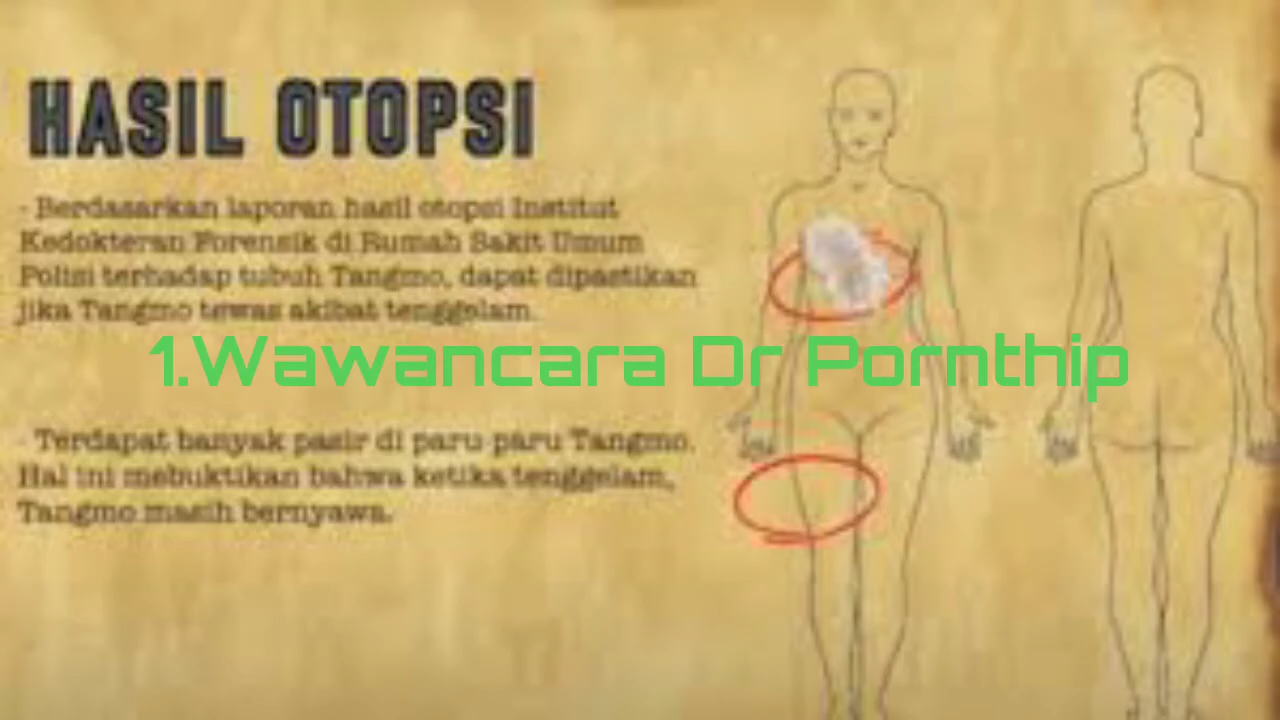 HASIL OTOPSI
- Berdasarkan laporan hasil otopsi Institut
Kedokteran Forensik di Rumah Sakit Umum
Polisi terhadap tubuh Tangmo, dapat dipastikan
jika Tangmo tewas akibat tenggelam.
1.Wawancara Dr Pornthip
- Terdapat banyak pasir di paru-paru Tangmo.
Hal ini mebuktikan bahwa ketika tenggelam,
Tangmo masih bernyawa.